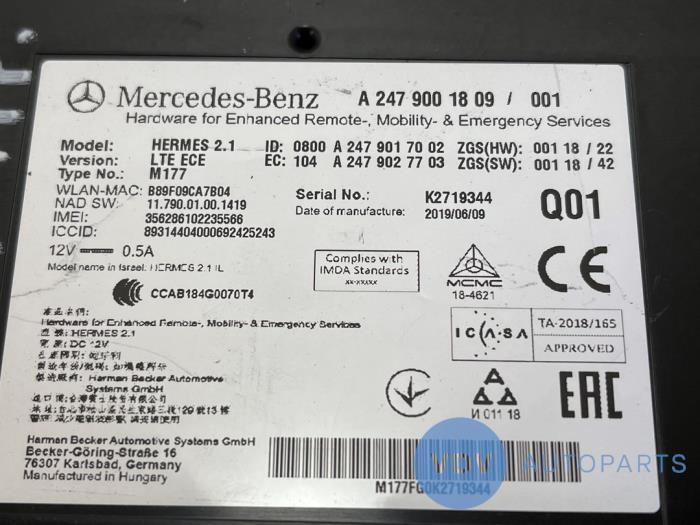 Mercedes-Benz A 247 900 18 09 / 001
Hardware for Enhanced Remote-, Mobility- & Emergency Services
Model: HERMES 2.1 ID: 0800 A 247 901 70 02 ZGS(HW): 001 18 / 22
Version: LTE ECE EC: 104 A 247 902 77 03 ZGS(SW): 001 18 / 42
Type No.: M177
WLAN-MAC: B89F09CA7B04
NAD SW: 11.790.01.00.1419
IMEI: 356286102235566
ICCID: 89314404000692425243
Serial No.: K2719344
Date of manufacture: 2019/06/09
Q01
12V 0.5A
Model name in Israel: HERMES 2.1 IL
Complies with
IMDA Standards
xx-xxxxx
MCMC
18-4621
CE
CCAB184G0070T4
Hardware for Enhanced Remote-, Mobility- & Emergency Services
: HERMES 2.1
: DC 12V
Harman Becker Automotive
Systems GmbH
ICASA TA-2018/165
APPROVED
И 011 18
EAC
Harman Becker Automotive Systems GmbH
Becker-Göring-Straße 16
76307 Karlsbad, Germany
Manufactured in Hungary
M177FG0K2719344
VDV AUTOPARTS